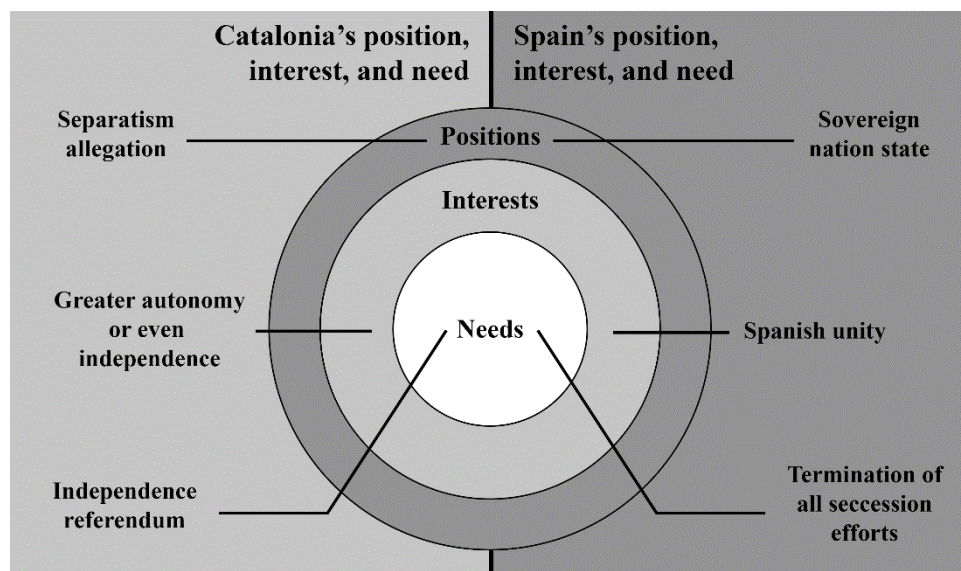 Catalonia's position,
interest, and need
Spain's position,
interest, and need
Separatism
allegation
Positions
Sovereign
nation state
Interests
Greater autonomy
or even
independence
Needs
Spanish unity
Independence
referendum
Termination of
all seccession
efforts